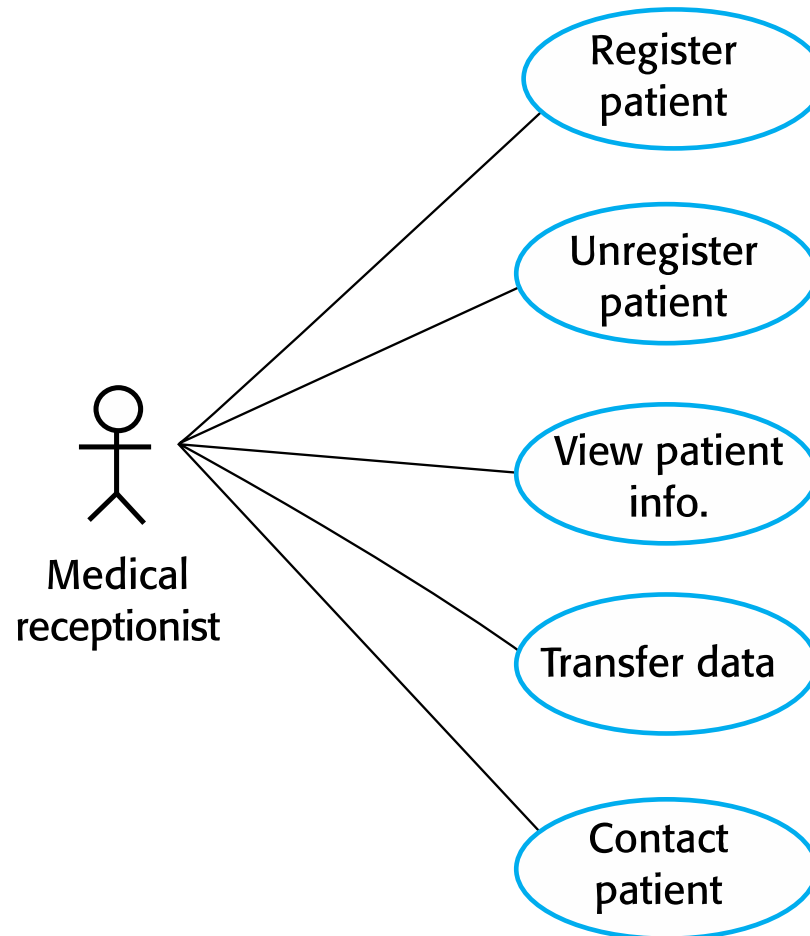 Register
patient
Unregister
patient
View patient
info.
Medical
receptionist
Transfer data
Contact
patient